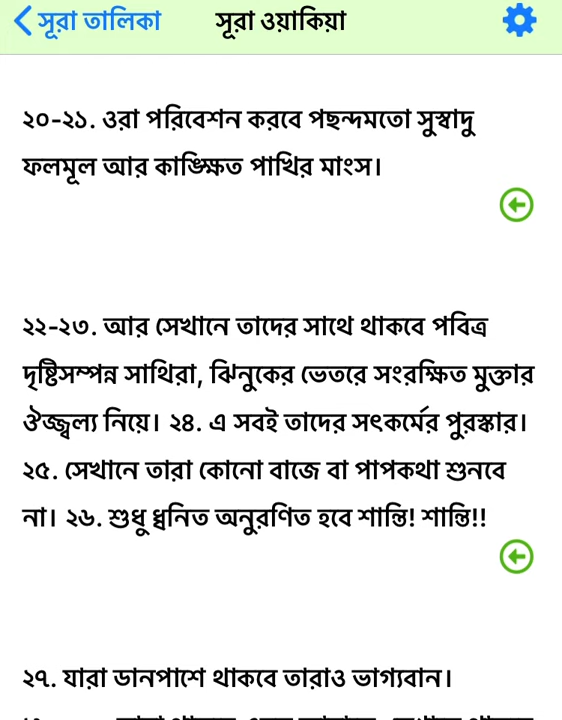 সূরা তালিকা সূরা ওয়াকিয়া
২০-২১. ওরা পরিবেশন করবে পছন্দমতো সুস্বাদু
ফলমূল আর কাঙ্ক্ষিত পাখির মাংস।
২২-২৩. আর সেখানে তাদের সাথে থাকবে পবিত্র
দৃষ্টিসম্পন্ন সাথিরা, ঝিনুকের ভেতরে সংরক্ষিত মুক্তার
ঔজ্জ্বল্য নিয়ে। ২৪. এ সবই তাদের সৎকর্মের পুরস্কার।
২৫. সেখানে তারা কোনো বাজে বা পাপকথা শুনবে
না। ২৬. শুধু ধ্বনিত অনুরণিত হবে শান্তি! শান্তি!!
২৭. যারা ডানপাশে থাকবে তারাও ভাগ্যবান।